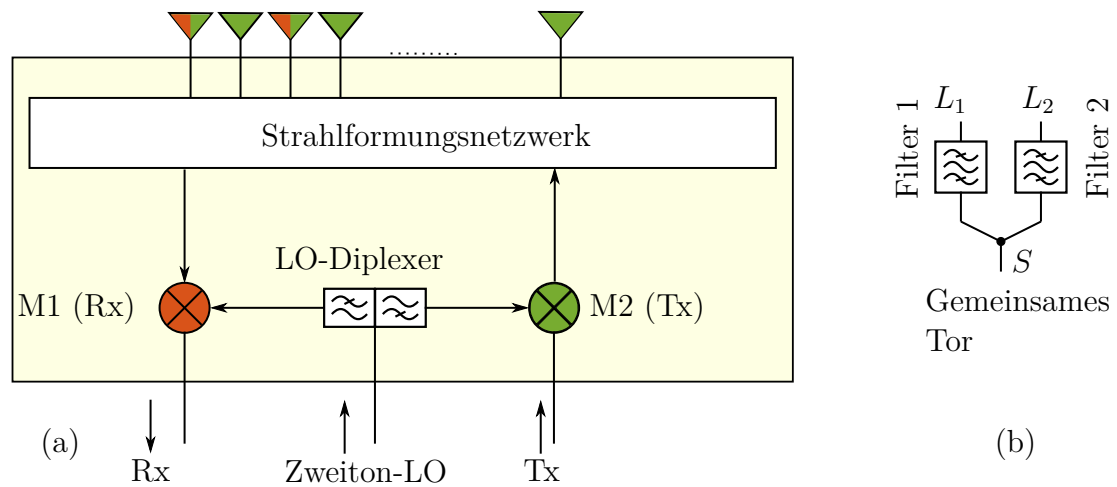 .........
Strahlformungsnetzwerk
LO-Diplexer
M1 (Rx)
M2 (Tx)
(a)
Rx
Zweiton-LO
Tx
Filter 1
L1
L2
Filter 2
S
Gemeinsames
Tor
(b)